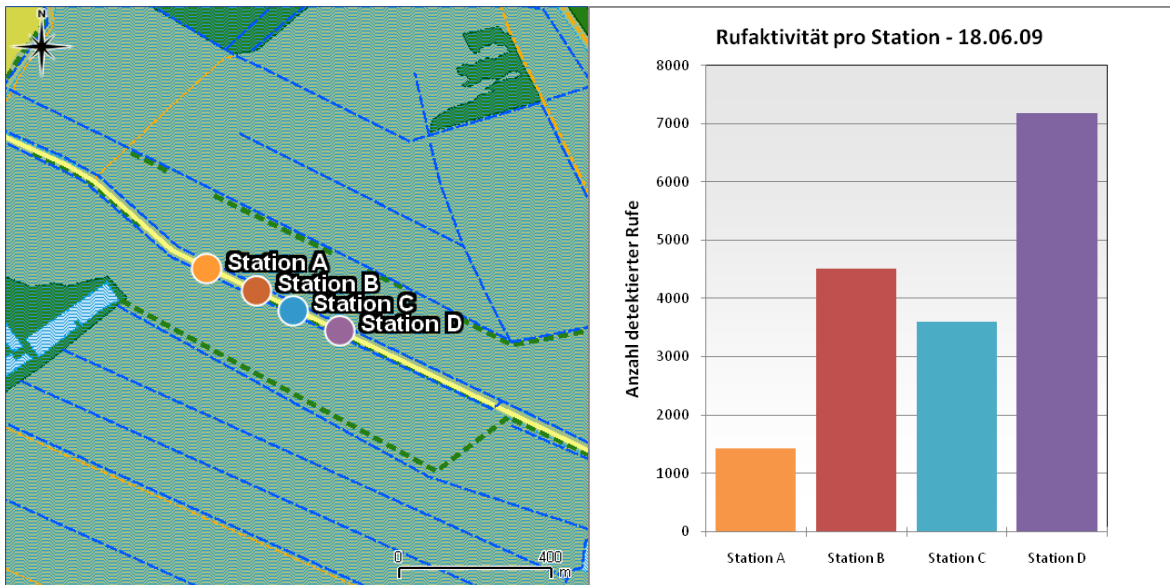 N
Station A
Station B
Station C
Station D
0 400
m
Rufaktivität pro Station - 18.06.09
Anzahl detektierter Rufe
8000
7000
6000
5000
4000
3000
2000
1000
0
Station A Station B Station C Station D